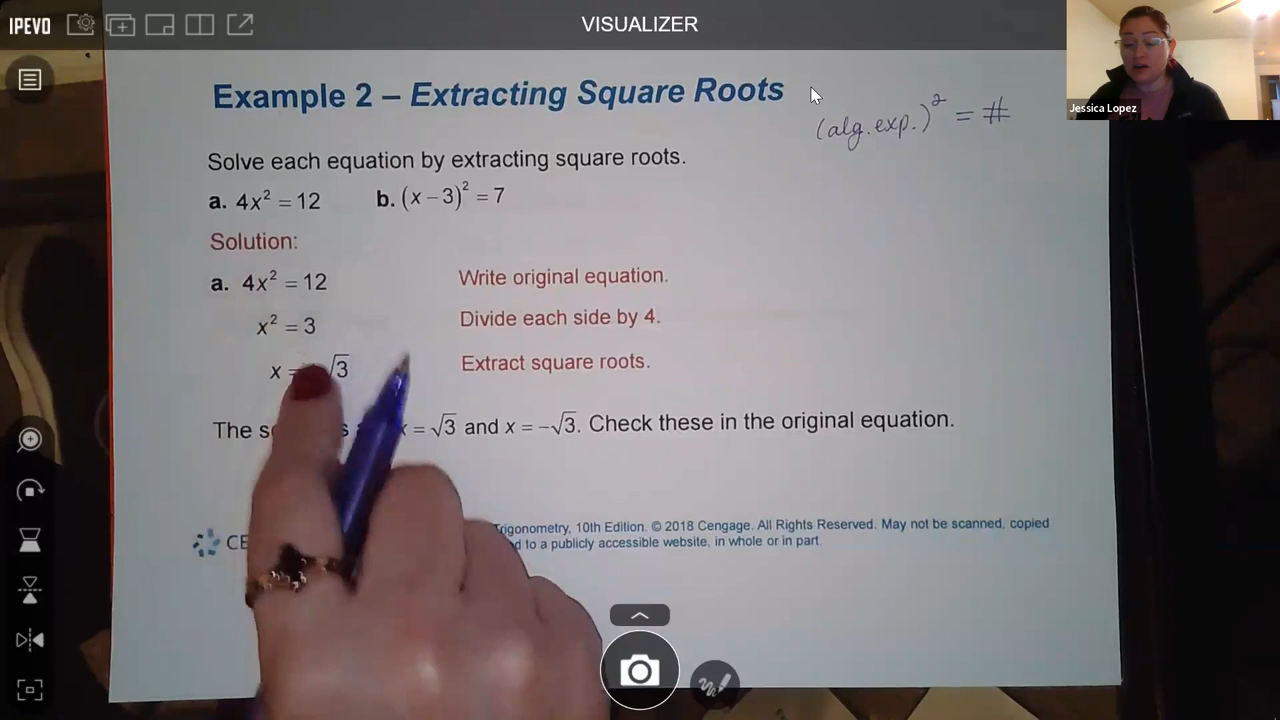 IPEVO
VISUALIZER
Jessica Lopez
Example 2 – Extracting Square Roots
(alg. exp.)² = #
Solve each equation by extracting square roots.
a. 4x² = 12 b. (x – 3)² = 7
Solution:
a. 4x² = 12 Write original equation.
x² = 3 Divide each side by 4.
x = √3 Extract square roots.
The x = √3 and x = –√3. Check these in the original equation.
Trigonometry, 10th Edition. © 2018 Cengage. All Rights Reserved. May not be scanned, copied
to a publicly accessible website, in whole or in part.